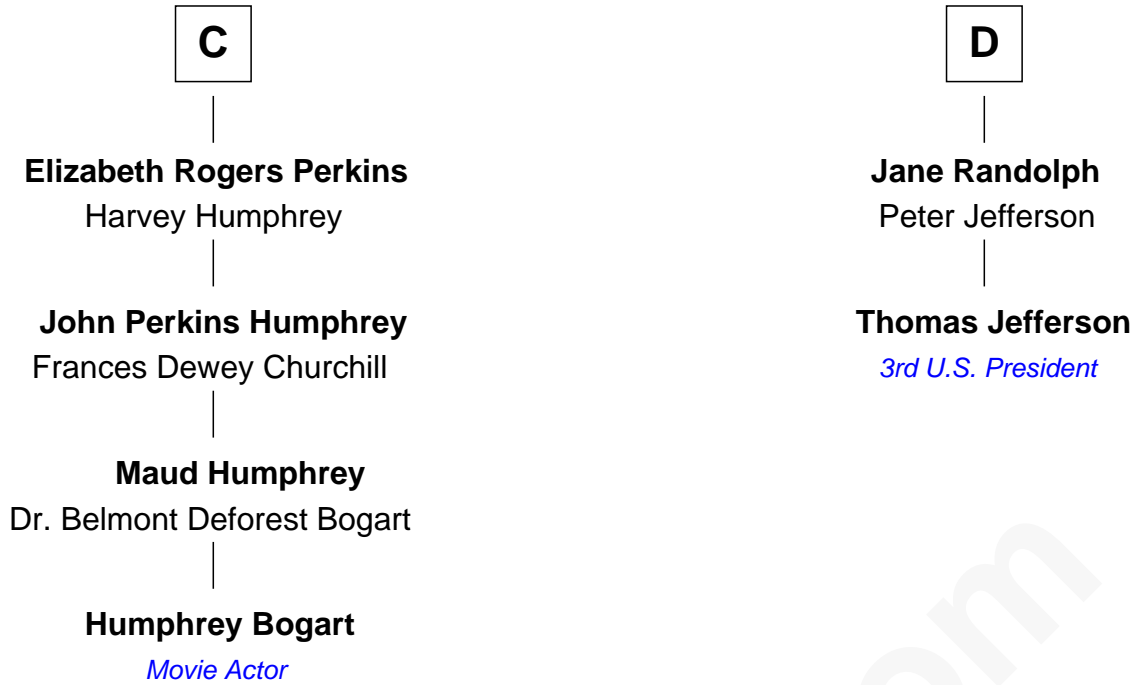 C
Elizabeth Rogers Perkins
Harvey Humphrey
John Perkins Humphrey
Frances Dewey Churchill
Maud Humphrey
Dr. Belmont Deforest Bogart
Humphrey Bogart
Movie Actor
D
Jane Randolph
Peter Jefferson
Thomas Jefferson
3rd U.S. President
om